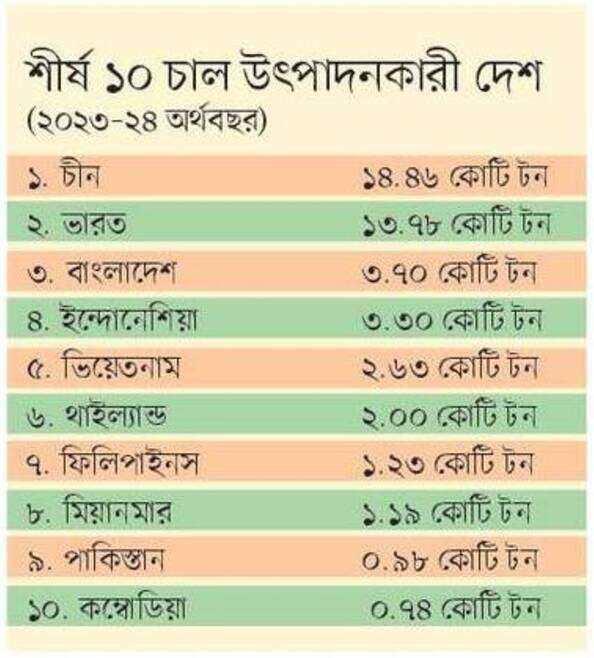 শীর্ষ ১০ চাল উৎপাদনকারী দেশ
(২০২৩-২৪ অর্থবছর)
১. চীন ১৪.৪৬ কোটি টন
২. ভারত ১৩.৭৮ কোটি টন
৩. বাংলাদেশ ৩.৭০ কোটি টন
৪. ইন্দোনেশিয়া ৩.৩০ কোটি টন
৫. ভিয়েতনাম ২.৬৩ কোটি টন
৬. থাইল্যান্ড ২.০০ কোটি টন
৭. ফিলিপাইনস ১.২৩ কোটি টন
৮. মিয়ানমার ১.১৯ কোটি টন
৯. পাকিস্তান ০.৯৮ কোটি টন
১০. কম্বোডিয়া ০.৭৪ কোটি টন